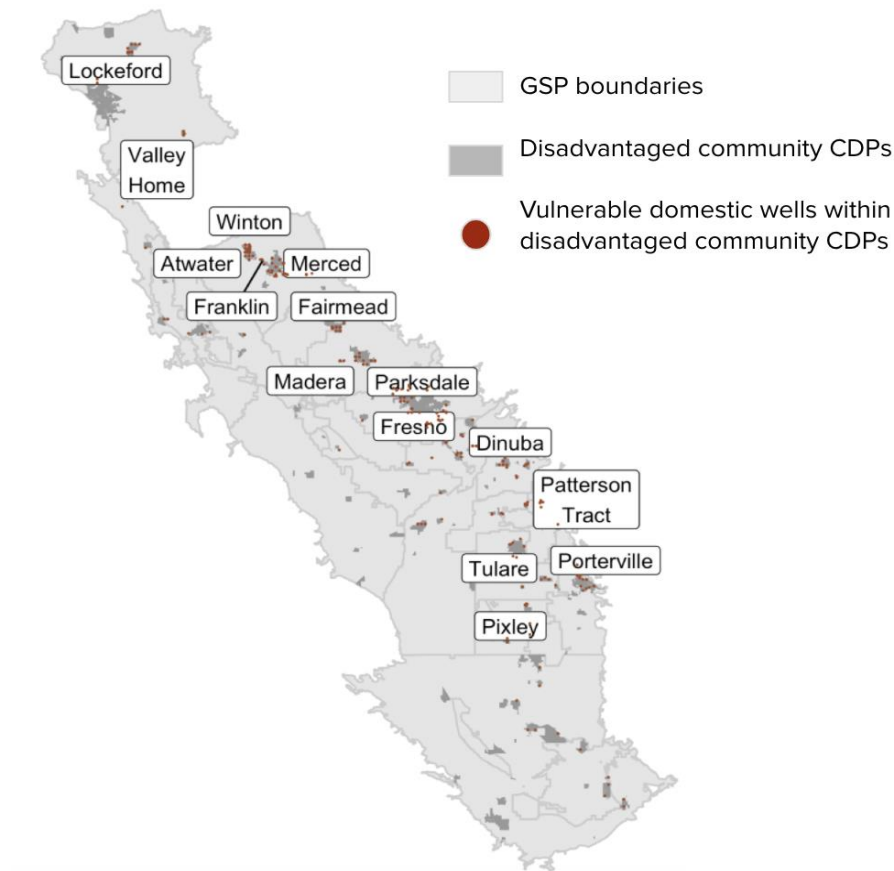 Lockeford
GSP boundaries
Disadvantaged community CDPs
Valley
Home
Vulnerable domestic wells within
disadvantaged community CDPs
Winton
Atwater
Merced
Franklin
Fairmead
Madera
Parksdale
Fresno
Dinuba
Patterson
Tract
Tulare
Porterville
Pixley